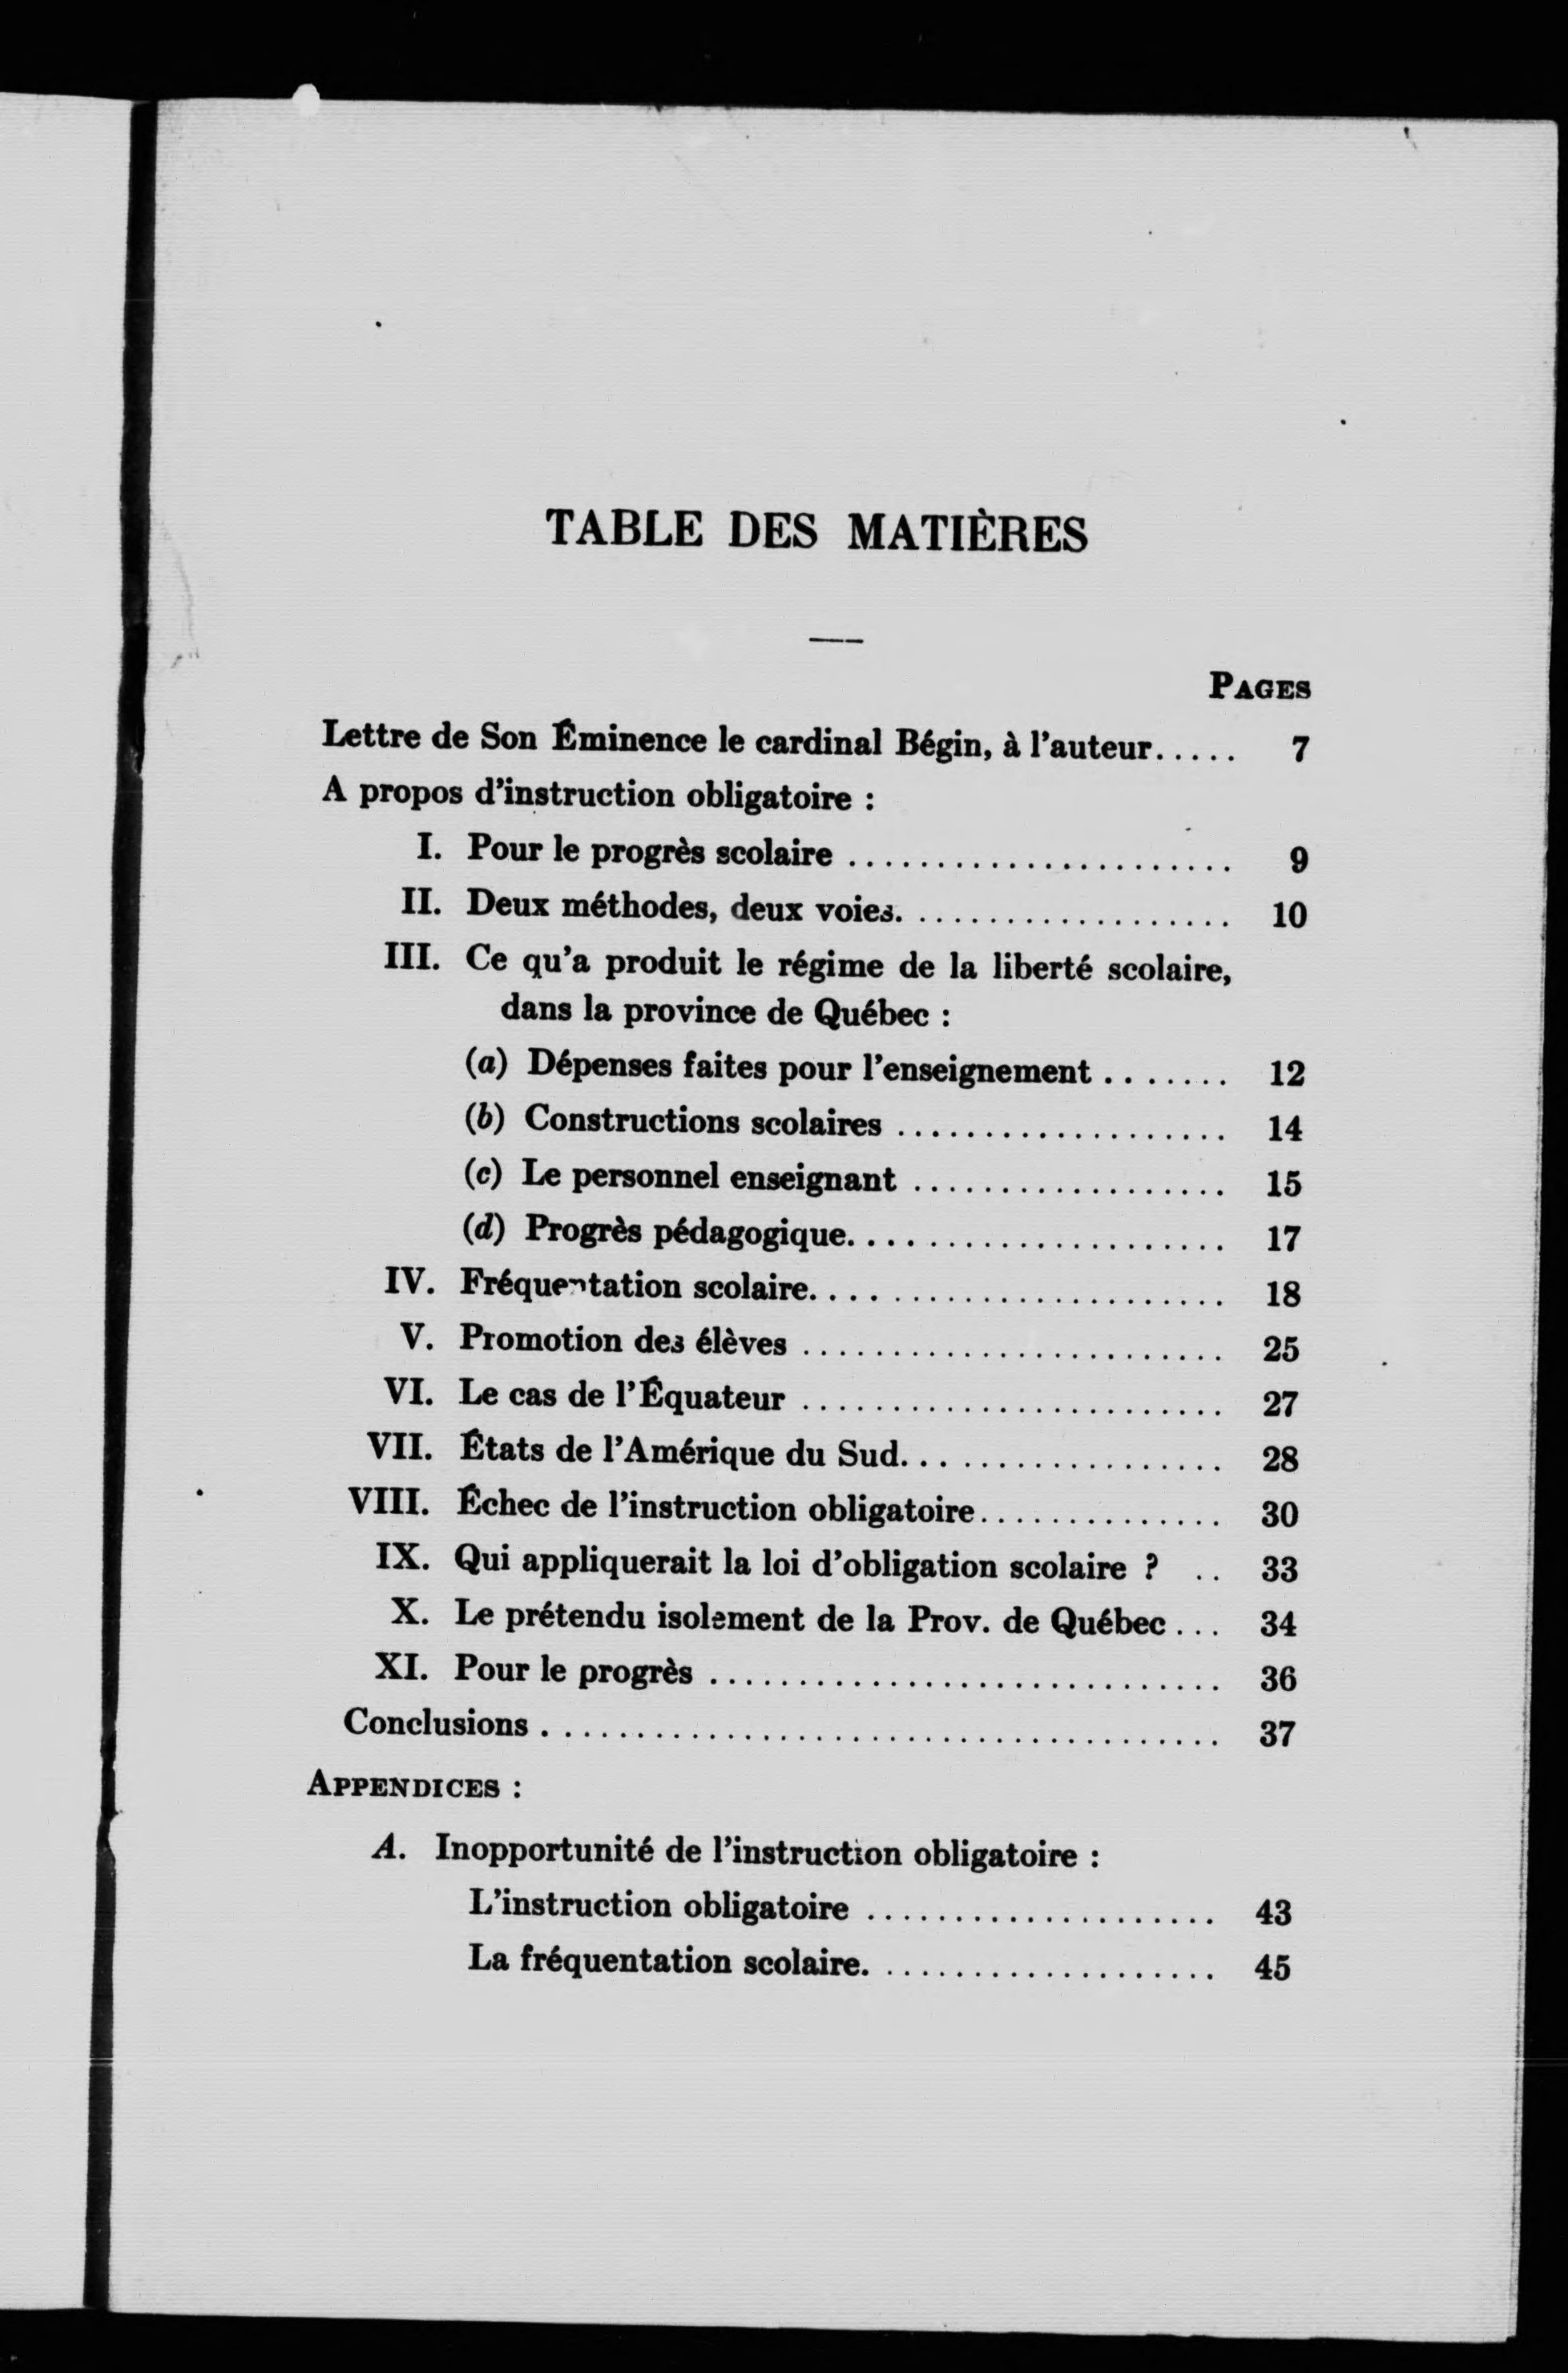 TABLE DES MATIÈRES
PAGES
Lettre de Son Éminence le cardinal Bégin, à l'auteur..... 7
A propos d'instruction obligatoire :
I. Pour le progrès scolaire ........................ 9
II. Deux méthodes, deux voies. ................... 10
III. Ce qu'a produit le régime de la liberté scolaire,
dans la province de Québec :
(a) Dépenses faites pour l'enseignement ....... 12
(b) Constructions scolaires .................... 14
(c) Le personnel enseignant ................... 15
(d) Progrès pédagogique. ...................... 17
IV. Fréquentation scolaire. ........................ 18
V. Promotion des élèves .......................... 25
VI. Le cas de l'Équateur .......................... 27
VII. États de l'Amérique du Sud. .................. 28
VIII. Échec de l'instruction obligatoire............... 30
IX. Qui appliquerait la loi d'obligation scolaire ? .. 33
X. Le prétendu isolement de la Prov. de Québec ... 34
XI. Pour le progrès ............................... 36
Conclusions ......................................... 37
APPENDICES :
A. Inopportunité de l'instruction obligatoire :
L'instruction obligatoire ..................... 43
La fréquentation scolaire. .................... 45